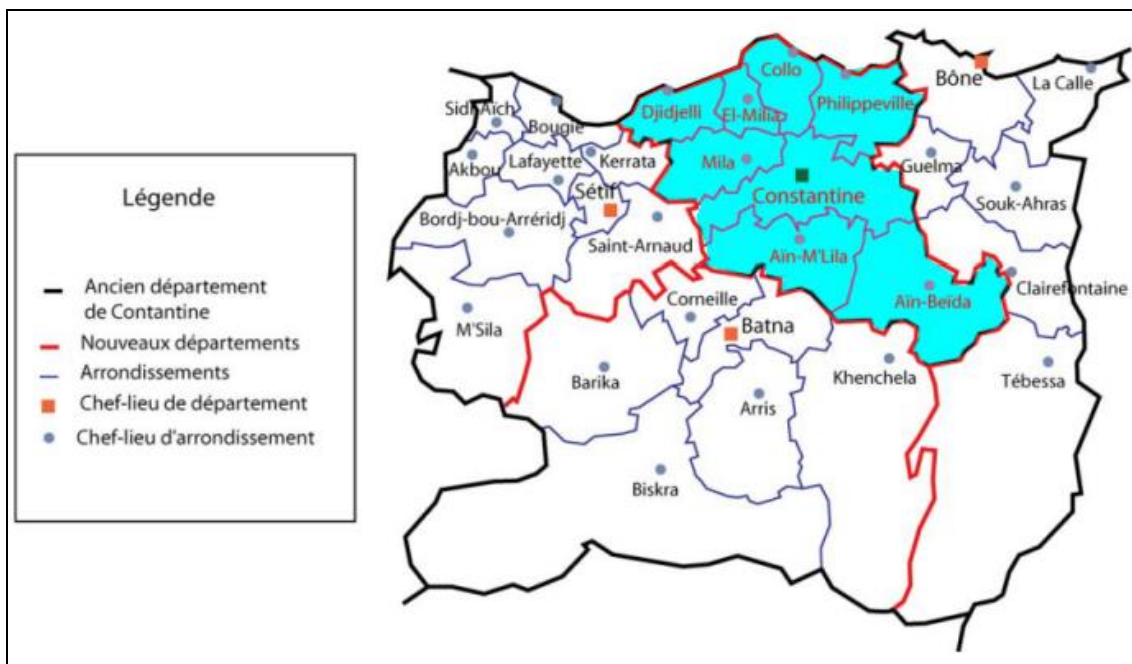 Légende
Ancien département
de Contantine
Nouveaux départements
Arrondissements
Chef-lieu de département
Chef-lieu d'arrondissement
Collo
Bône
La Calle
Djidjelli
El-Milia
Philippeville
Sidi-Aïch
Bougie
Akbou
Lafayette
Kerrata
Mila
Guelma
Sétif
Constantine
Souk-Ahras
Bordj-bou-Arréridj
Saint-Arnaud
Aïn-M'Lila
Clairefontaine
Corneille
Aïn-Beïda
M'Sila
Batna
Barika
Khenchela
Tébessa
Arris
Biskra